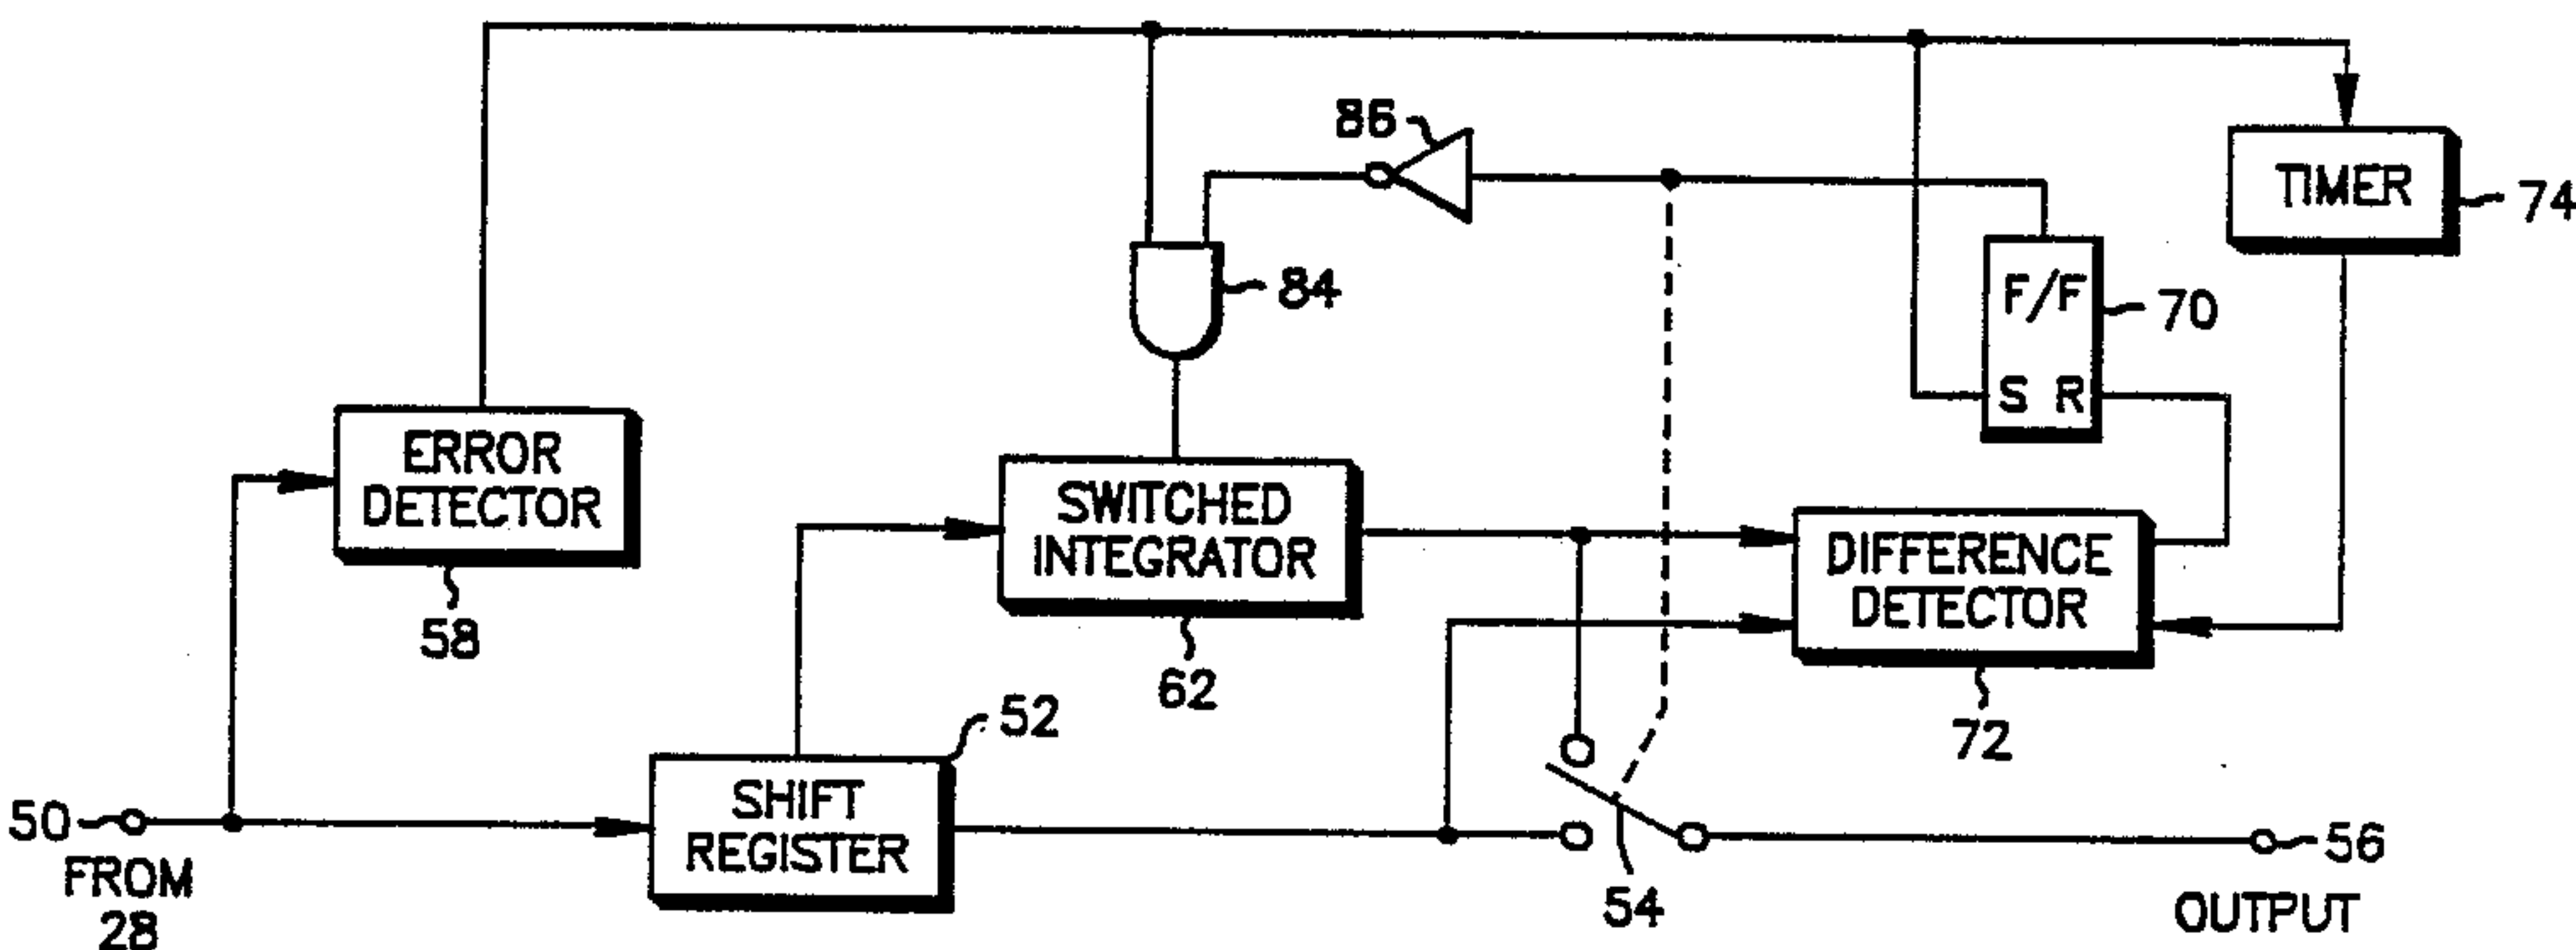 86
TIMER
74
84
F/F
70
S R
ERROR
DETECTOR
58
SWITCHED
INTEGRATOR
62
DIFFERENCE
DETECTOR
72
52
SHIFT
REGISTER
50
FROM
28
54
56
OUTPUT